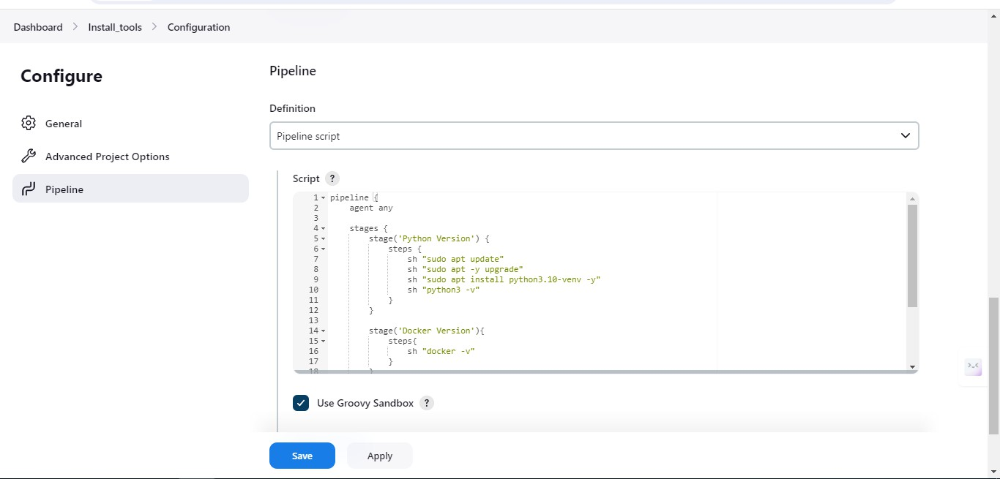 Dashboard > Install_tools > Configuration
Configure
General
Advanced Project Options
Pipeline
Pipeline
Definition
Pipeline script
Script ?
1 pipeline {
2     agent any
3
4     stages {
5         stage('Python Version') {
6             steps {
7                 sh "sudo apt update"
8                 sh "sudo apt -y upgrade"
9                 sh "sudo apt install python3.10-venv -y"
10                 sh "python3 -v"
11             }
12         }
13
14         stage('Docker Version'){
15             steps{
16                 sh "docker -v"
17             }
18         }
Use Groovy Sandbox ?
Save
Apply